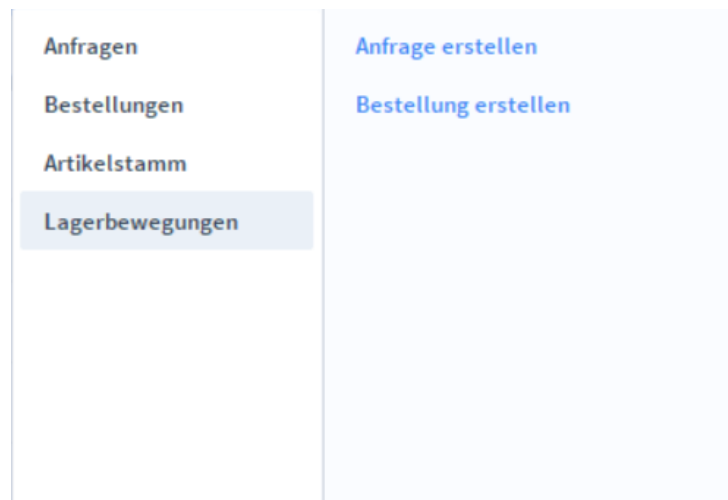 Anfragen
Bestellungen
Artikelstamm
Lagerbewegungen
Anfrage erstellen
Bestellung erstellen